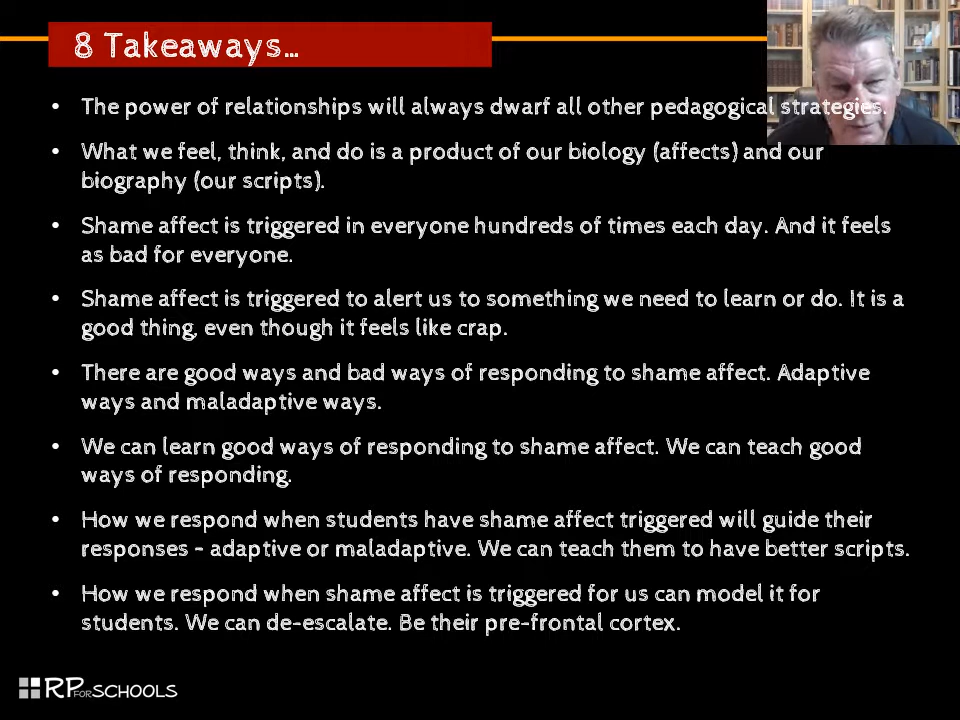 8 Takeaways...
• The power of relationships will always dwarf all other pedagogical strategies.
• What we feel, think, and do is a product of our biology (affects) and our
biography (our scripts).
• Shame affect is triggered in everyone hundreds of times each day. And it feels
as bad for everyone.
• Shame affect is triggered to alert us to something we need to learn or do. It is a
good thing, even though it feels like crap.
• There are good ways and bad ways of responding to shame affect. Adaptive
ways and maladaptive ways.
• We can learn good ways of responding to shame affect. We can teach good
ways of responding.
• How we respond when students have shame affect triggered will guide their
responses - adaptive or maladaptive. We can teach them to have better scripts.
• How we respond when shame affect is triggered for us can model it for
students. We can de-escalate. Be their pre-frontal cortex.
RP FOR SCHOOLS